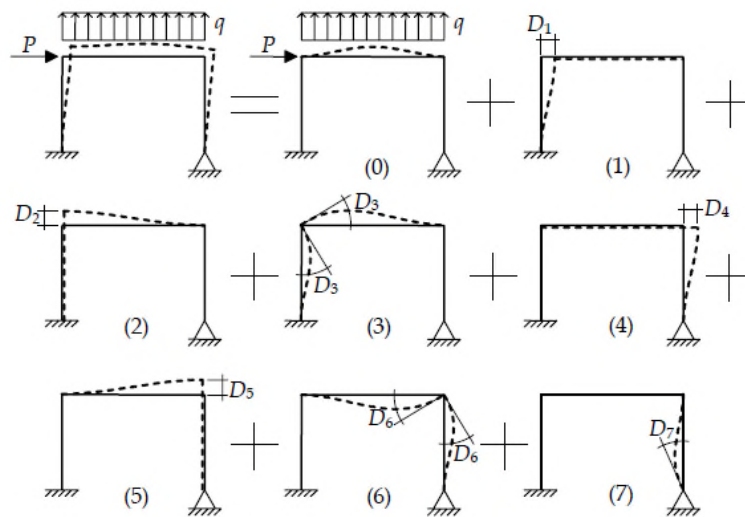 q
P
q
P
D1
(0)
(1)
D2
D3
D3
D4
(2)
(3)
(4)
D5
D6
D6
D7
(5)
(6)
(7)